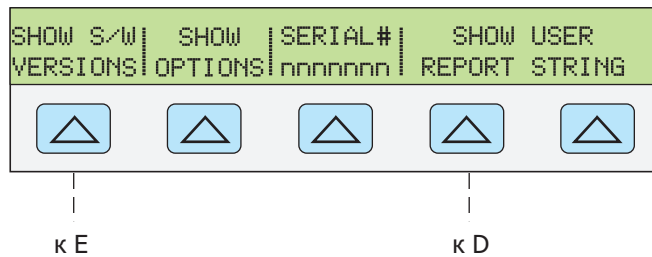 SHOW S/W SHOW SERIAL# SHOW USER
VERSIONS OPTIONS nnnnnnn REPORT STRING
к E к D